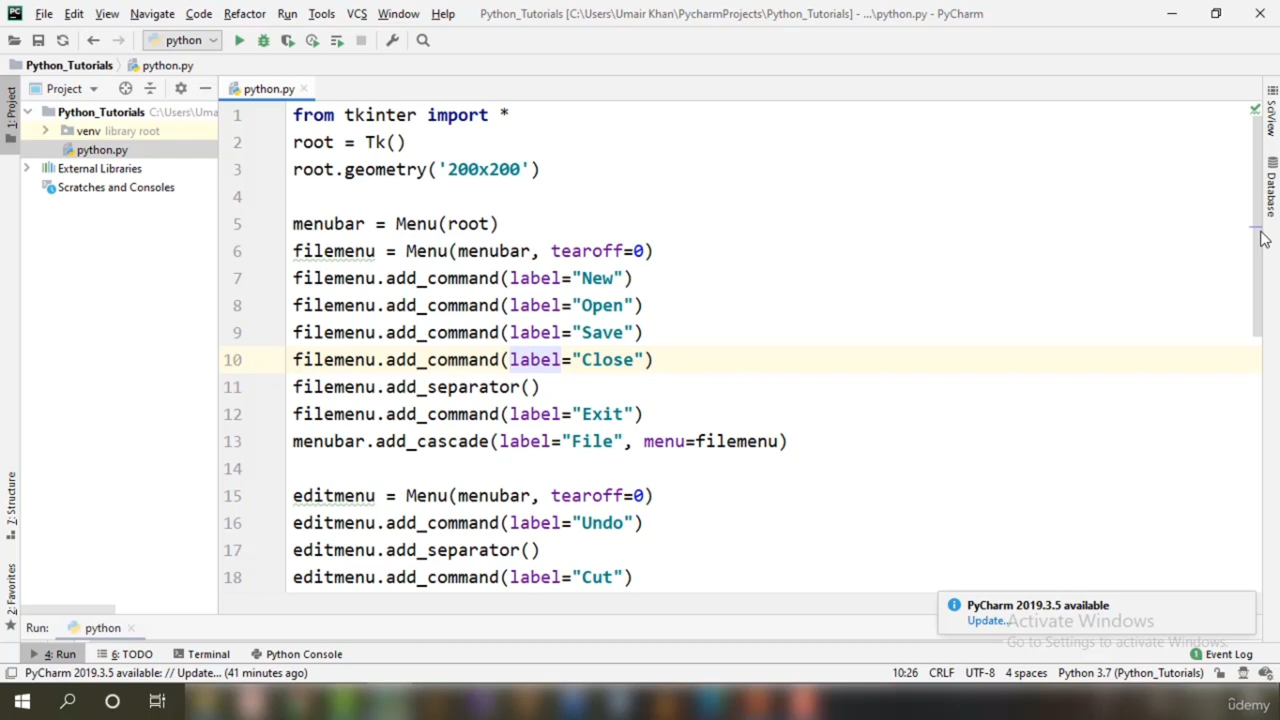 PC File Edit View Navigate Code Refactor Run Tools VCS Window Help Python_Tutorials [C:\Users\Umair Khan\PycharmProjects\Python_Tutorials] - ...\python.py - PyCharm
python
Python_Tutorials python.py
1: Project
Project
python.py
Python_Tutorials C:\Users\Uma
venv library root
python.py
External Libraries
Scratches and Consoles
1 from tkinter import *
2 root = Tk()
3 root.geometry('200x200')
4
5 menubar = Menu(root)
6 filemenu = Menu(menubar, tearoff=0)
7 filemenu.add_command(label="New")
8 filemenu.add_command(label="Open")
9 filemenu.add_command(label="Save")
10 filemenu.add_command(label="Close")
11 filemenu.add_separator()
12 filemenu.add_command(label="Exit")
13 menubar.add_cascade(label="File", menu=filemenu)
14
15 editmenu = Menu(menubar, tearoff=0)
16 editmenu.add_command(label="Undo")
17 editmenu.add_separator()
18 editmenu.add_command(label="Cut")
SciView
Database
Z: Structure
2: Favorites
PyCharm 2019.3.5 available
Update...
Activate Windows
Go to Settings to activate Windows.
Run: python
4: Run 6: TODO Terminal Python Console 1 Event Log
PyCharm 2019.3.5 available: // Update... (41 minutes ago) 10:26 CRLF UTF-8 4 spaces Python 3.7 (Python_Tutorials)
ûdemy